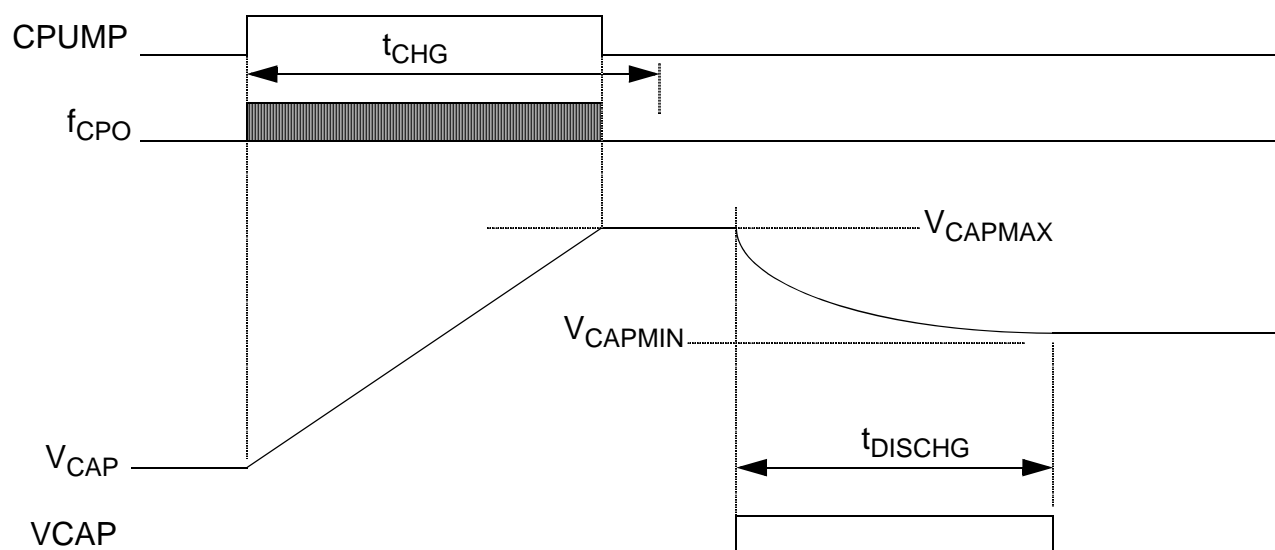 CPUMP
tCHG
fCPO
VCAPMAX
VCAPMIN
VCAP
tDISCHG
VCAP